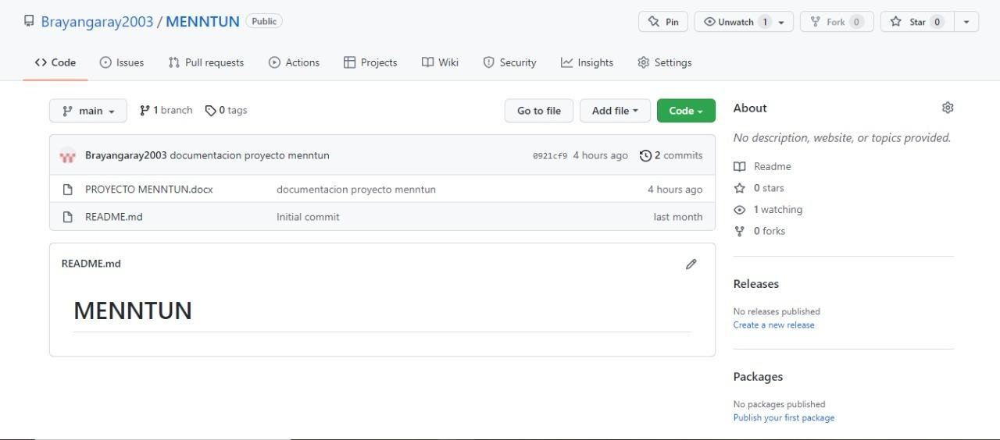 Brayangaray2003 / MENNTUN Public Pin Unwatch 1 Fork 0 Star 0
Code Issues Pull requests Actions Projects Wiki Security Insights Settings
main 1 branch 0 tags Go to file Add file Code
Brayangaray2003 documentacion proyecto menntun 0921cf9 4 hours ago 2 commits
PROYECTO MENNTUN.docx documentacion proyecto menntun 4 hours ago
README.md Initial commit last month
README.md
MENNTUN
About
No description, website, or topics provided.
Readme
0 stars
1 watching
0 forks
Releases
No releases published
Create a new release
Packages
No packages published
Publish your first package